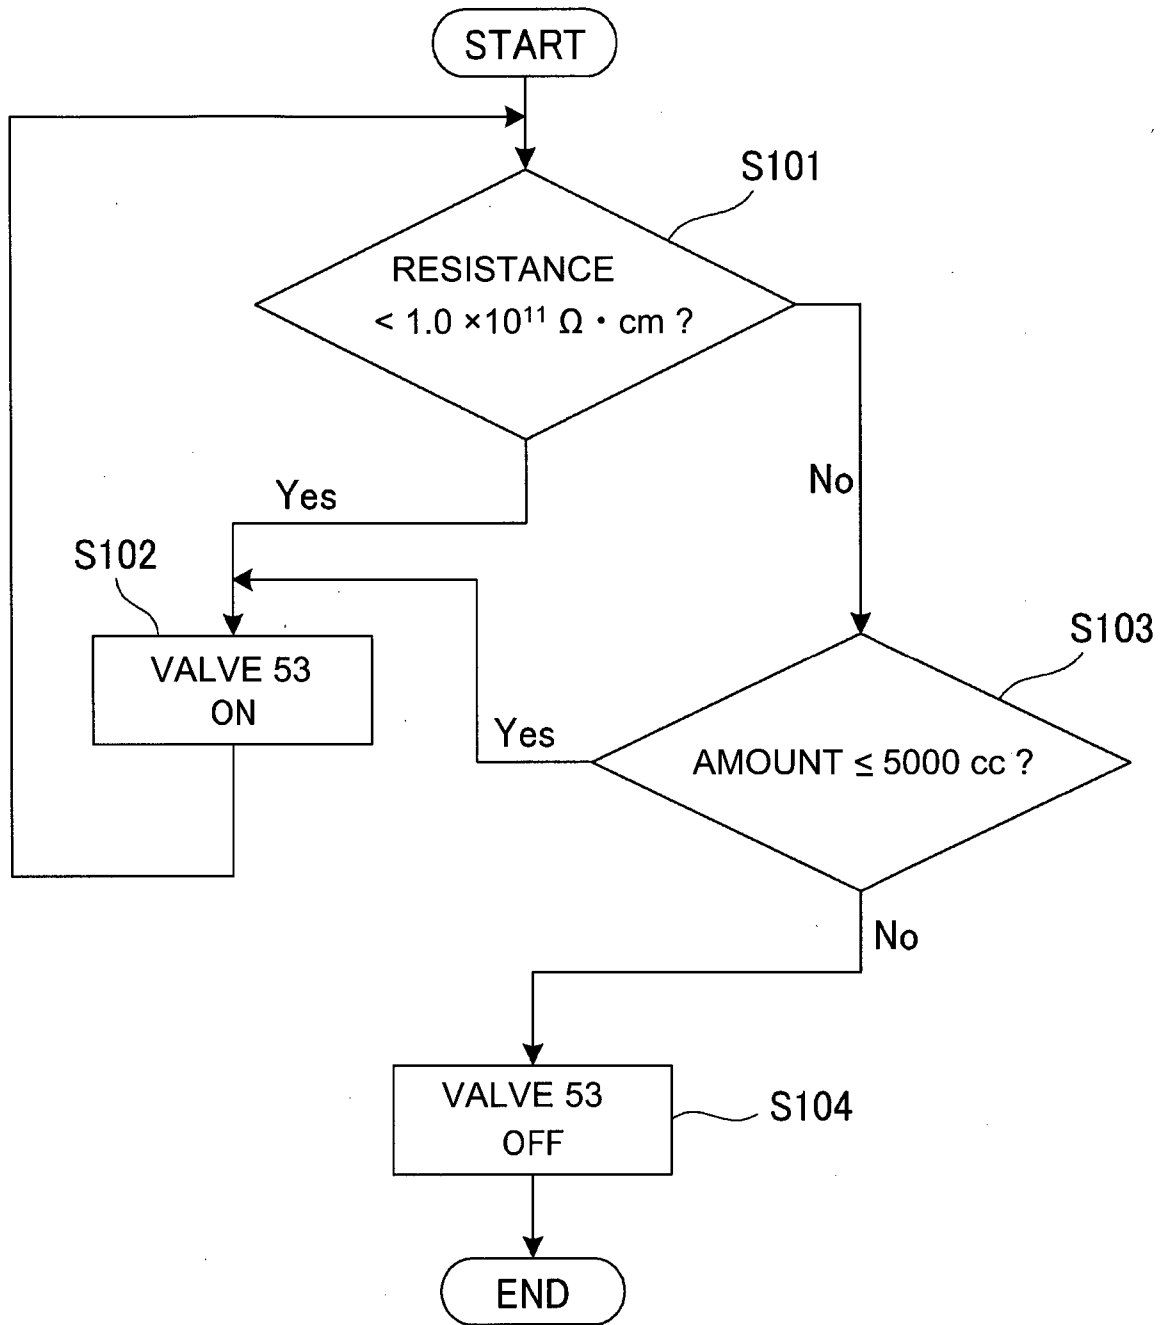 START
S101
RESISTANCE
< 1.0 ×10¹¹ Ω・cm ?
Yes
No
S102
VALVE 53
ON
S103
Yes
AMOUNT ≤ 5000 cc ?
No
VALVE 53
OFF
S104
END